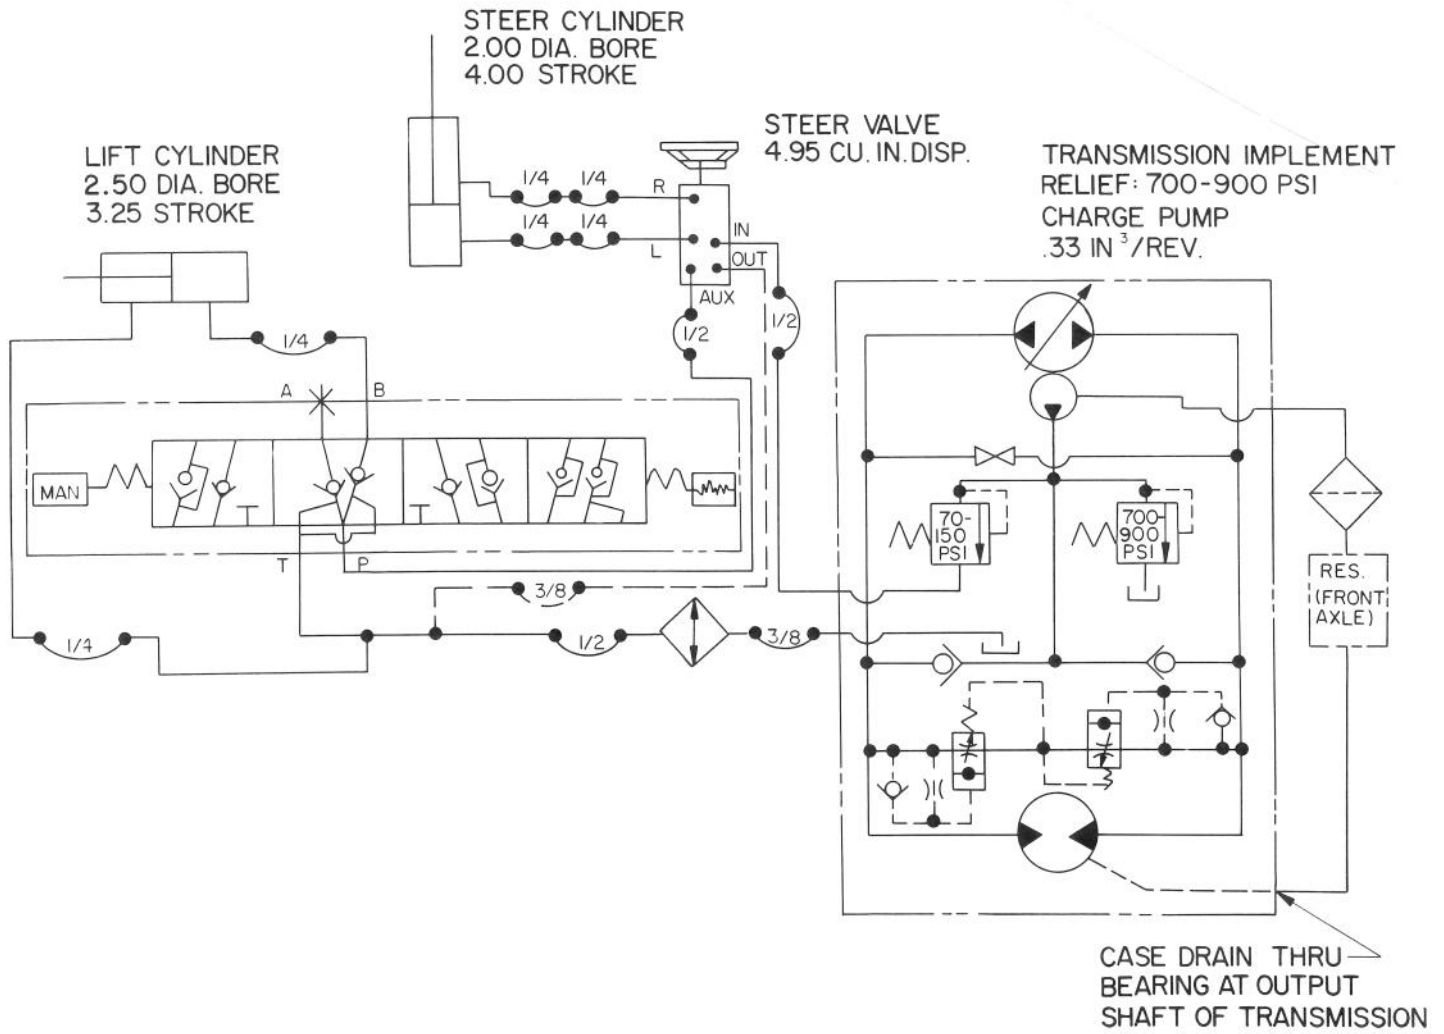 STEER CYLINDER
2.00 DIA. BORE
4.00 STROKE
STEER VALVE
4.95 CU. IN. DISP.
LIFT CYLINDER
2.50 DIA. BORE
3.25 STROKE
TRANSMISSION IMPLEMENT
RELIEF: 700-900 PSI
CHARGE PUMP
.33 IN³/REV.
1/4 1/4
R
1/4 1/4
L
IN
OUT
AUX
1/2
1/2
1/4
A
B
MAN
T
P
3/8
1/4
1/2
3/8
70-
150
PSI
700-
900
PSI
RES.
(FRONT
AXLE)
CASE DRAIN THRU
BEARING AT OUTPUT
SHAFT OF TRANSMISSION